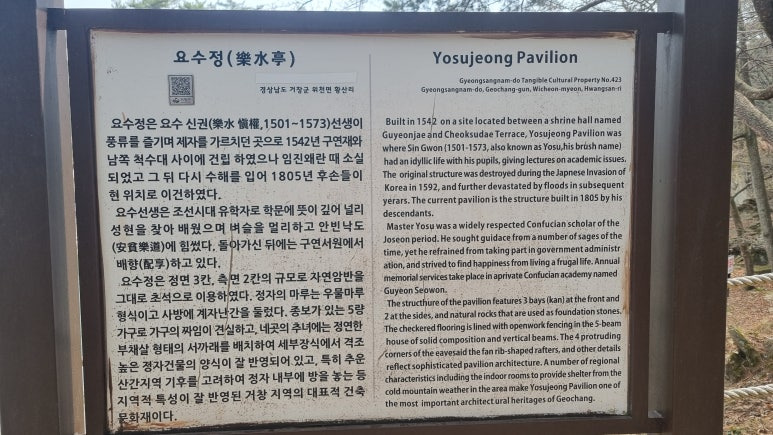 요수정(樂水亭)
경상남도 거창군 위천면 황산리
요수정은 요수 신권(樂水 愼權,1501~1573)선생이
풍류를 즐기며 제자를 가르치던 곳으로 1542년 구연재와
남쪽 척수대 사이에 건립 하였으나 임진왜란 때 소실
되었고 그 뒤 다시 수해를 입어 1805년 후손들이
현 위치로 이건하였다.
요수선생은 조선시대 유학자로 학문에 뜻이 깊어 널리
성현을 찾아 배웠으며 벼슬을 멀리하고 안빈낙도
(安貧樂道)에 힘썼다. 돌아가신 뒤에는 구연서원에서
배향(配享)하고 있다.
요수정은 정면 3칸, 측면 2칸의 규모로 자연암반을
그대로 초석으로 이용하였다. 정자의 마루는 우물마루
형식이고 사방에 계자난간을 둘렀다. 종보가 있는 5량
가구로 가구의 짜임이 견실하고, 네곳의 추녀에는 정연한
부채살 형태의 서까래를 배치하여 세부장식에서 격조
높은 정자건물의 양식이 잘 반영되어 있고, 특히 추운
산간지역 기후를 고려하여 정자 내부에 방을 놓는 등
지역적 특성이 잘 반영된 거창 지역의 대표적 건축
문화재이다.
Yosujeong Pavilion
Gyeongsangnam-do Tangible Cultural Property No.423
Gyeongsangnam-do, Geochang-gun, Wicheon-myeon, Hwangsan-ri
Built in 1542 on a site located between a shrine hall named
Guyeonjae and Cheoksudae Terrace, Yosujeong Pavilion was
where Sin Gwon (1501-1573, also known as Yosu,his brush name)
had an idyllic life with his pupils, giving lectures on academic issues.
The original structure was destroyed during the Japnese Invasion of
Korea in 1592, and further devastated by floods in subsequent
yerars. The current pavilion is the structure built in 1805 by his
descendants.
Master Yosu was a widely respected Confucian scholar of the
Joseon period. He sought guidace from a number of sages of the
time, yet he refrained from taking part in government administr
ation, and strived to find happiness from living a frugal life. Annual
memorial services take place in aprivate Confucian academy named
Guyeon Seowon.
The structhure of the pavilion features 3 bays (kan) at the front and
2 at the sides, and natural rocks that are used as foundation stones.
The checkered flooring is lined with openwork fencing in the 5-beam
house of solid composition and vertical beams. The 4 protruding
corners of the eavesaid the fan rib-shaped rafters, and other details
reflect sophisticated pavilion architecture. A number of regional
characteristics including the indoor rooms to provide shelter from the
cold mountain weather in the area make Yosujeong Pavilion one of
the most important architect ural heritages of Geochang.